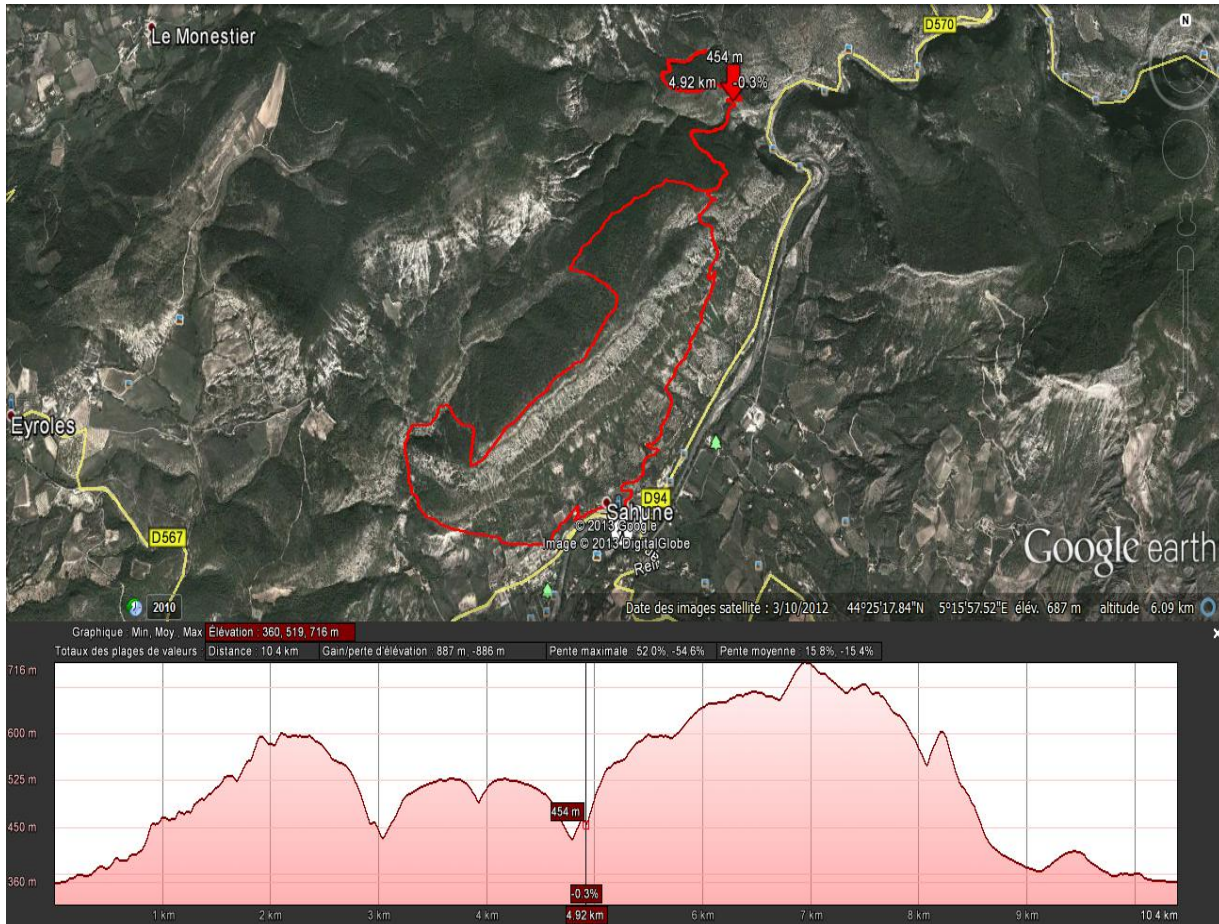 Le Monestier
D570
N
454 m
4.92 km -0.3%
Eyroles
D94
Sahune
© 2013 Google
Image © 2013 DigitalGlobe
D567
Google earth
2010
Date des images satellite : 3/10/2012 44°25'17.84"N 5°15'57.52"E élév. 687 m altitude 6.09 km
Graphique : Min, Moy , Max Élévation : 360, 519, 716 m
Totaux des plages de valeurs : Distance : 10.4 km Gain/perte d'élévation : 887 m, -886 m Pente maximale : 52.0%, -54.6% Pente moyenne : 15.8%, -15.4%
716 m
600 m
525 m
454 m
450 m
360 m
-0.3%
1 km 2 km 3 km 4 km 4.92 km 6 km 7 km 8 km 9 km 10.4 km